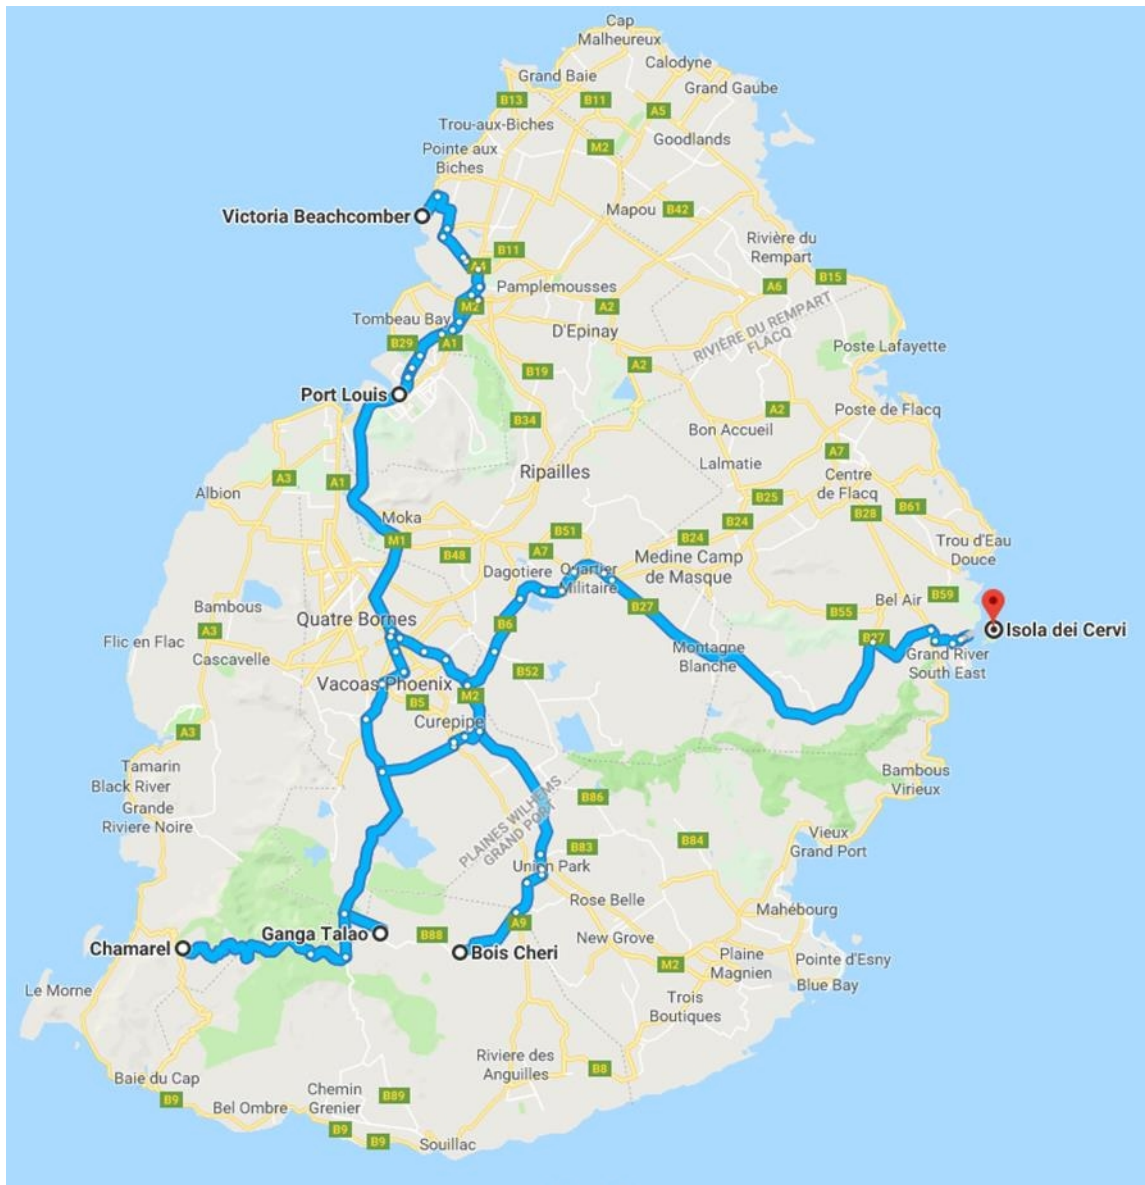 Cap
Malheureux
Calodyne
Grand Baie
Grand Gaube
B13
B11
A5
Trou-aux-Biches
Goodlands
Pointe aux
Biches
M2
Victoria Beachcomber
Mapou
B42
Rivière du
Rempart
B11
A4
B15
Pamplemousses
A6
M2
A2
Tombeau Bay
D'Epinay
RIVIÈRE DU REMPART
FLACQ
B29
A1
Poste Lafayette
B19
A2
Port Louis
A2
Poste de Flacq
B34
Bon Accueil
A7
Ripailles
Lalmatie
Centre
de Flacq
A3
A1
Albion
B25
B61
B28
Moka
B24
M1
B51
B24
Trou d'Eau
Douce
B48
A7
Medine Camp
de Masque
Dagotiere
Quartier
Militaire
B59
Bambous
B27
B55
Bel Air
Quatre Bornes
B6
Isola dei Cervi
A3
Flic en Flac
B27
Cascavelle
Montagne
Blanche
Grand River
South East
B52
Vacoas Phoenix
B5
M2
Curepipe
A3
Tamarin
Black River
Bambous
Virieux
PLAINES WILHEMS
GRAND PORT
B86
Grande
Riviere Noire
Vieux
Grand Port
B83
B84
Union Park
Rose Belle
Mahébourg
A9
Ganga Talao
B88
New Grove
Chamarel
Bois Cheri
Plaine
Magnien
Pointe d'Esny
M2
Blue Bay
Le Morne
Trois
Boutiques
Riviere des
Anguilles
B8
Baie du Cap
B9
Chemin
Grenier
B89
Bel Ombre
B9
B9
Souillac